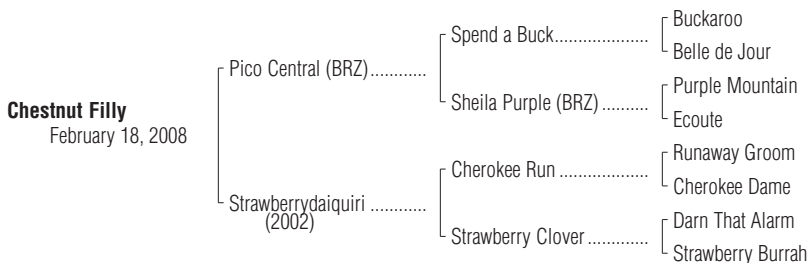 Buckaroo
Spend a Buck.....................
Belle de Jour
Pico Central (BRZ)............
Purple Mountain
Sheila Purple (BRZ)..........
Ecoute
Chestnut Filly
February 18, 2008
Runaway Groom
Cherokee Run....................
Cherokee Dame
Strawberrydaiquiri............
(2002)
Darn That Alarm
Strawberry Clover.............
Strawberry Burrah